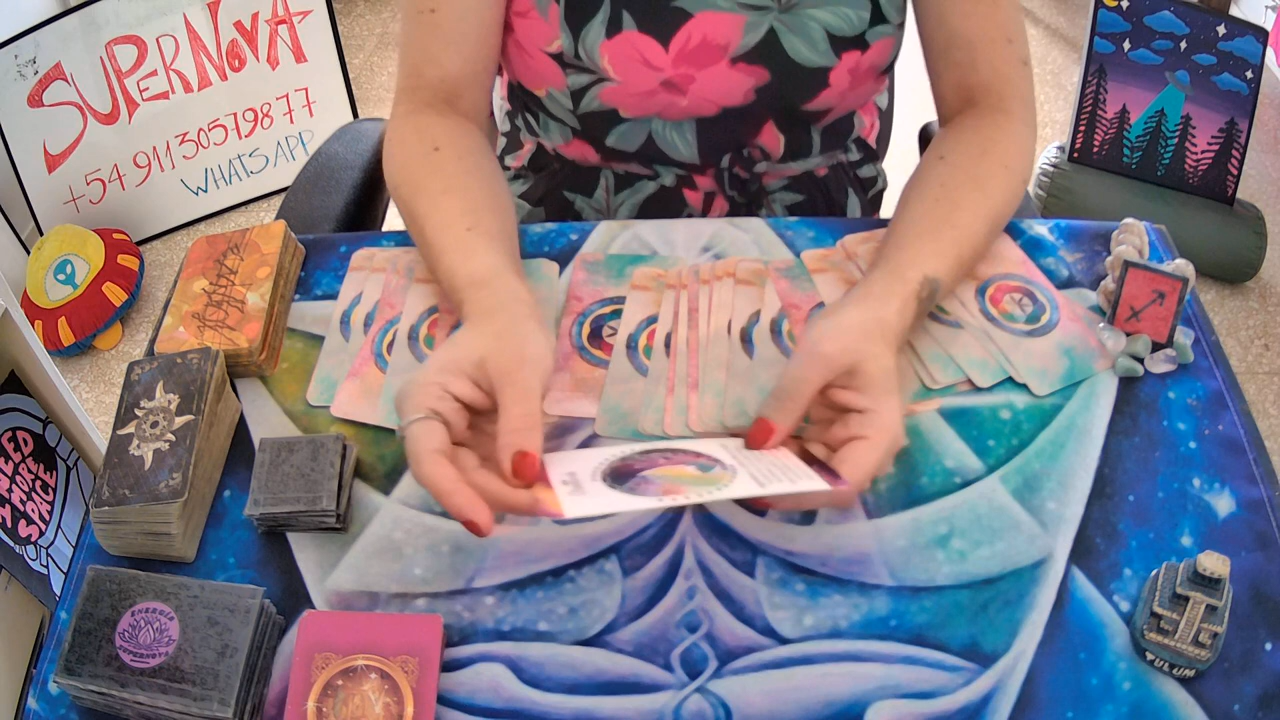 SUPERNOVA
+54 911 30579877
WHATSAPP
I NEED
MORE
SPACE
ENERGÍA
SUPERNOVA
TULUM